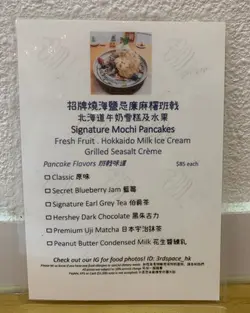 招牌燒海鹽忌廉麻糬班戟
北海道牛奶雪糕及水果
Signature Mochi Pancakes
Fresh Fruit . Hokkaido Milk Ice Cream
Grilled Seasalt Crème
Pancake Flavors 班戟味道 $85 each
Classic 原味
Secret Blueberry Jam 藍莓
Signature Earl Grey Tea 伯爵茶
Hershey Dark Chocolate 黑朱古力
Premium Uji Matcha 日本宇治抹茶
Peanut Butter Condensed Milk 花生醬煉乳
Check out our IG for food photos! ID: 3rdspace_hk